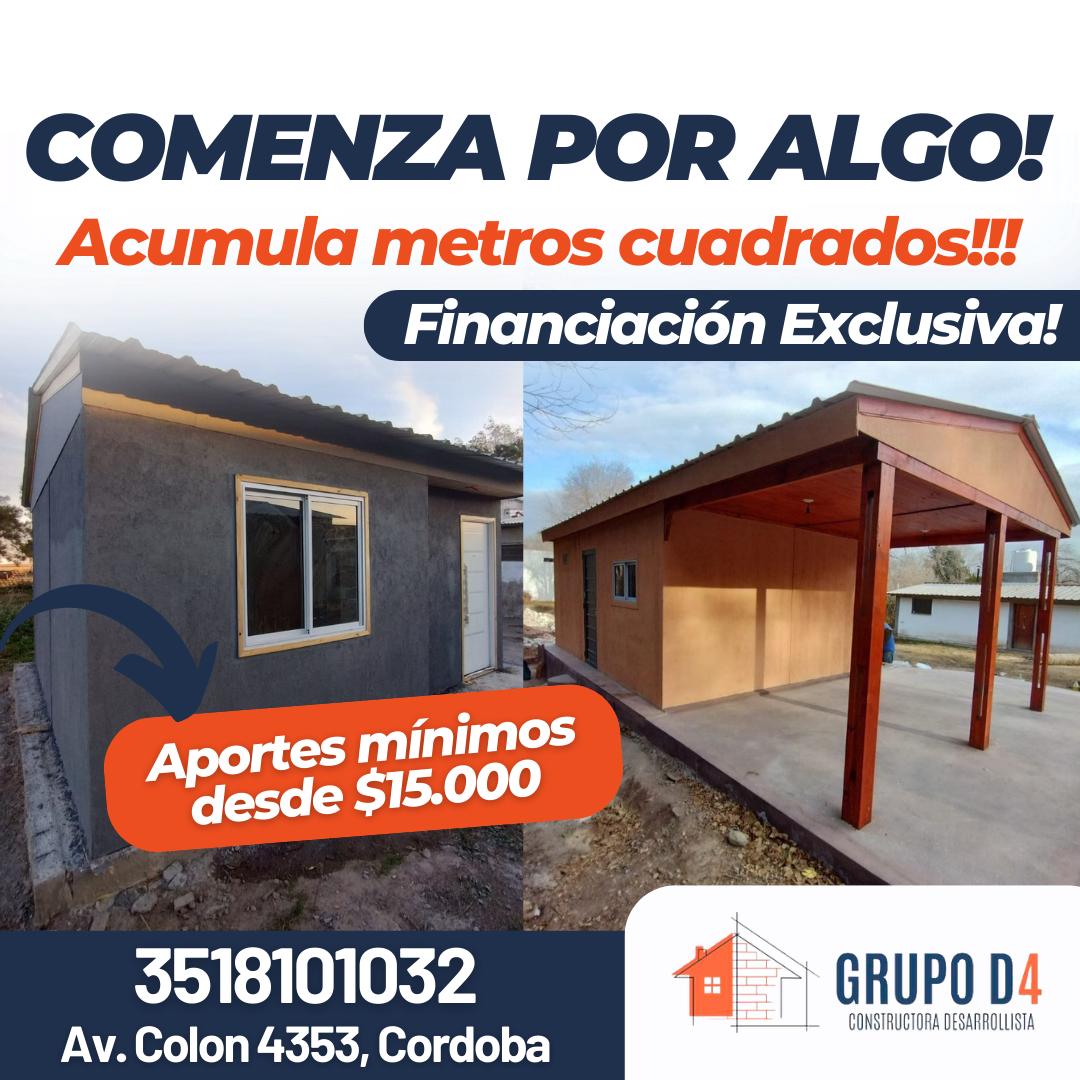 COMENZA POR ALGO!
Acumula metros cuadrados!!!
Financiación Exclusiva!
Aportes mínimos
desde $15.000
3518101032
Av. Colon 4353, Cordoba
GRUPO D4
CONSTRUCTORA DESARROLLISTA